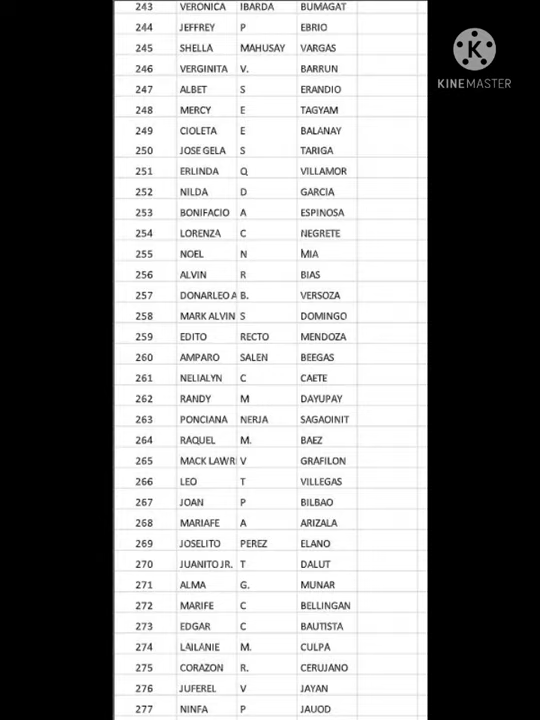 243 VERONICA IBARDA BUMAGAT
244 JEFFREY P EBRIO
245 SHELLA MAHUSAY VARGAS
246 VERGINITA V. BARRUN
247 ALBET S ERANDIO
248 MERCY E TAGYAM
249 CIOLETA E BALANAY
250 JOSE GELA S TARIGA
251 ERLINDA Q VILLAMOR
252 NILDA D GARCIA
253 BONIFACIO A ESPINOSA
254 LORENZA C NEGRETE
255 NOEL N MIA
256 ALVIN R BIAS
257 DONARLEO A B. VERSOZA
258 MARK ALVIN S DOMINGO
259 EDITO RECTO MENDOZA
260 AMPARO SALEN BEEGAS
261 NELIALYN C CAETE
262 RANDY M DAYUPAY
263 PONCIANA NERJA SAGAOINIT
264 RAQUEL M. BAEZ
265 MACK LAWRI V GRAFILON
266 LEO T VILLEGAS
267 JOAN P BILBAO
268 MARIAFE A ARIZALA
269 JOSELITO PEREZ ELANO
270 JUANITO JR. T DALUT
271 ALMA G. MUNAR
272 MARIFE C BELLINGAN
273 EDGAR C BAUTISTA
274 LAILANIE M. CULPA
275 CORAZON R. CERUJANO
276 JUFEREL V JAYAN
277 NINFA P JAUOD
K
KINEMASTER